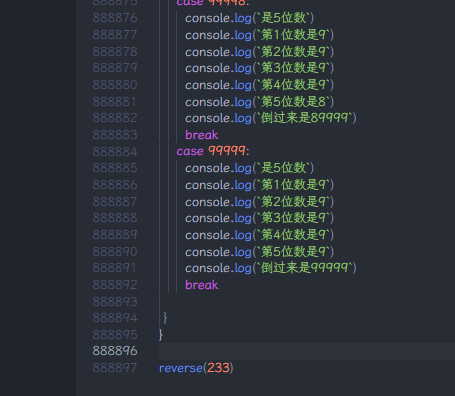 888875 case 99998:
888876 console.log(`是5位数`)
888877 console.log(`第1位数是9`)
888878 console.log(`第2位数是9`)
888879 console.log(`第3位数是9`)
888880 console.log(`第4位数是9`)
888881 console.log(`第5位数是8`)
888882 console.log(`倒过来是89999`)
888883 break
888884 case 99999:
888885 console.log(`是5位数`)
888886 console.log(`第1位数是9`)
888887 console.log(`第2位数是9`)
888888 console.log(`第3位数是9`)
888889 console.log(`第4位数是9`)
888890 console.log(`第5位数是9`)
888891 console.log(`倒过来是99999`)
888892 break
888893
888894 }
888895 }
888896
888897 reverse(233)